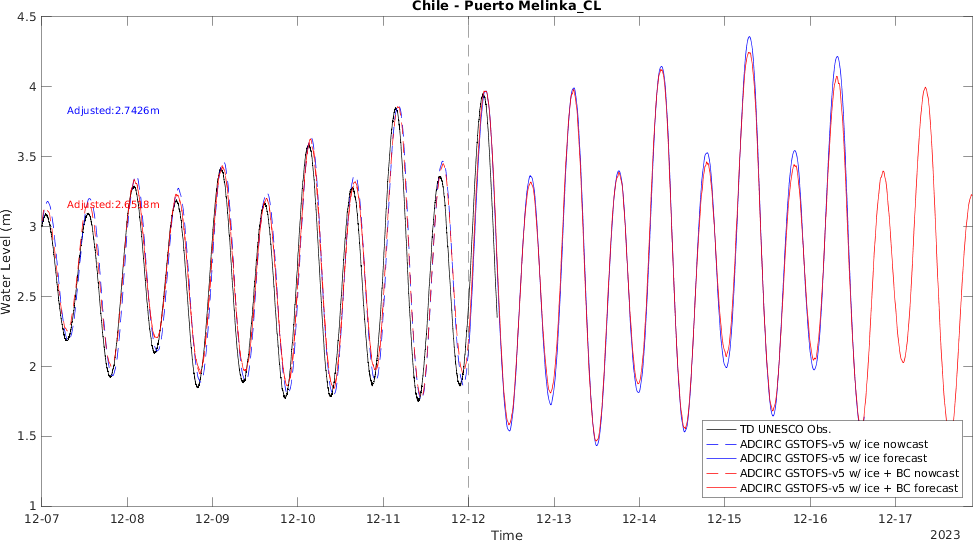 Chile - Puerto Melinka_CL
4.5
4
3.5
3
2.5
2
1.5
1
Water Level (m)
Adjusted:2.7426m
TD UNESCO Obs.
ADCIRC GSTOFS-v5 w/ ice nowcast
ADCIRC GSTOFS-v5 w/ ice forecast
ADCIRC GSTOFS-v5 w/ ice + BC nowcast
ADCIRC GSTOFS-v5 w/ ice + BC forecast
12-07 12-08 12-09 12-10 12-11 12-12 12-13 12-14 12-15 12-16 12-17
Time
2023